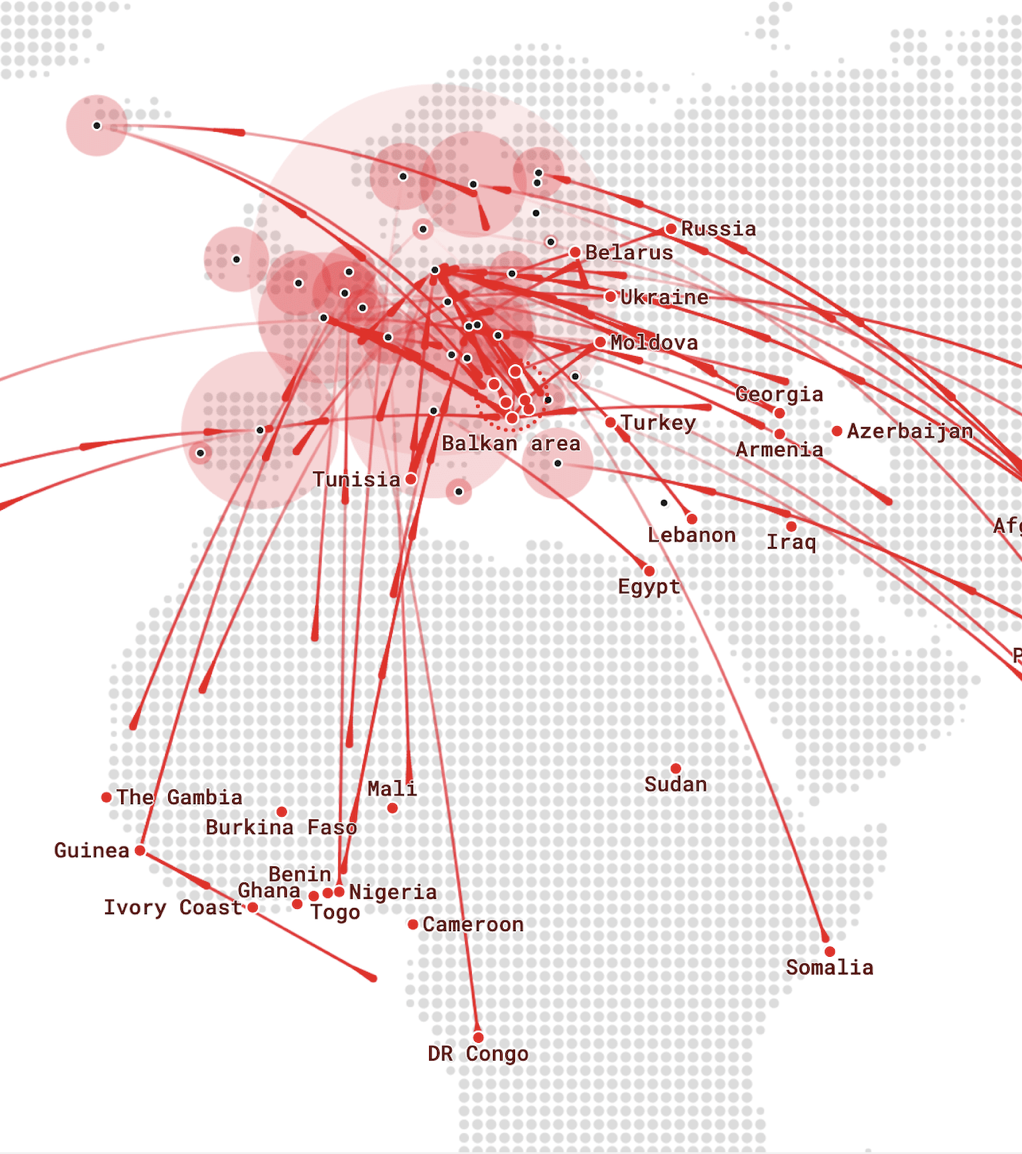 Russia
Belarus
Ukraine
Moldova
Georgia
Turkey
Azerbaijan
Balkan area
Armenia
Tunisia
Afg
Lebanon
Iraq
Egypt
P
Sudan
Mali
The Gambia
Burkina Faso
Guinea
Benin
Ghana
Nigeria
Ivory Coast
Togo
Cameroon
Somalia
DR Congo